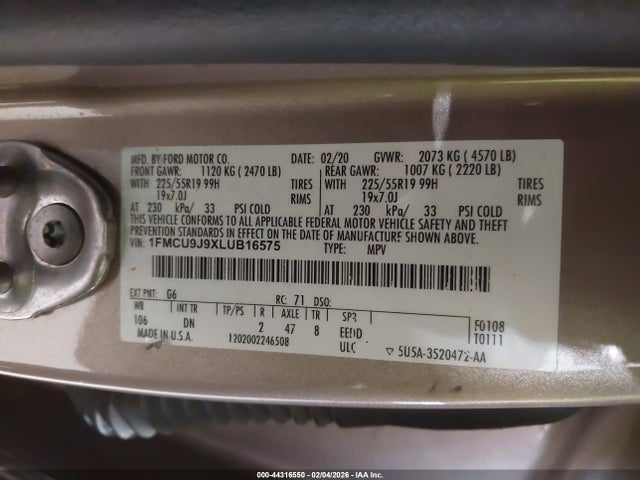 MFD. BY FORD MOTOR CO. DATE: 02/20 GVWR: 2073 KG ( 4570 LB)
FRONT GAWR: 1120 KG ( 2470 LB) REAR GAWR: 1007 KG ( 2220 LB)
WITH 225/55R19 99H TIRES WITH 225/55R19 99H TIRES
19x7.0J RIMS 19x7.0J RIMS
AT 230 kPa/ 33 PSI COLD AT 230 kPa/ 33 PSI COLD
THIS VEHICLE CONFORMS TO ALL APPLICABLE FEDERAL MOTOR VEHICLE SAFETY AND THEFT
PREVENTION STANDARDS IN EFFECT ON THE DATE OF MANUFACTURE SHOWN ABOVE.
VIN: 1FMCU9J9XLUB16575 TYPE: MPV
EXT PNT: G6 RC: 71 DSO:
WB INT TR TP/PS R AXLE TR SPR F0108
106 DN 2 47 8 EEDD T0111
MADE IN U.S.A. 1202002246508 ULC 5U5A-3520472-AA
000-44316550 - 02/04/2026 - IAA Inc.